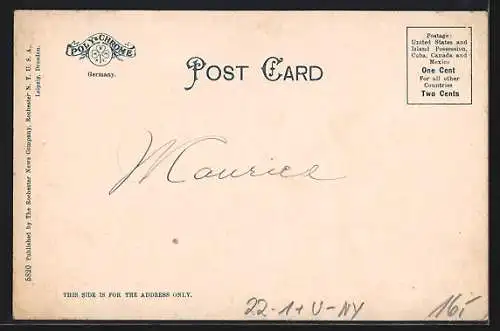 POLY-CHROME
Germany.
POST CARD
Postage:
United States and
Island Possession,
Cuba, Canada and
Mexico
One Cent
For all other
Countries
Two Cents
5820 Published by The Rochester News Company, Rochester N. Y. U. S. A.,
Leipzig, Dresden.
Maurice
THIS SIDE IS FOR THE ADDRESS ONLY.
22-1+U-NY